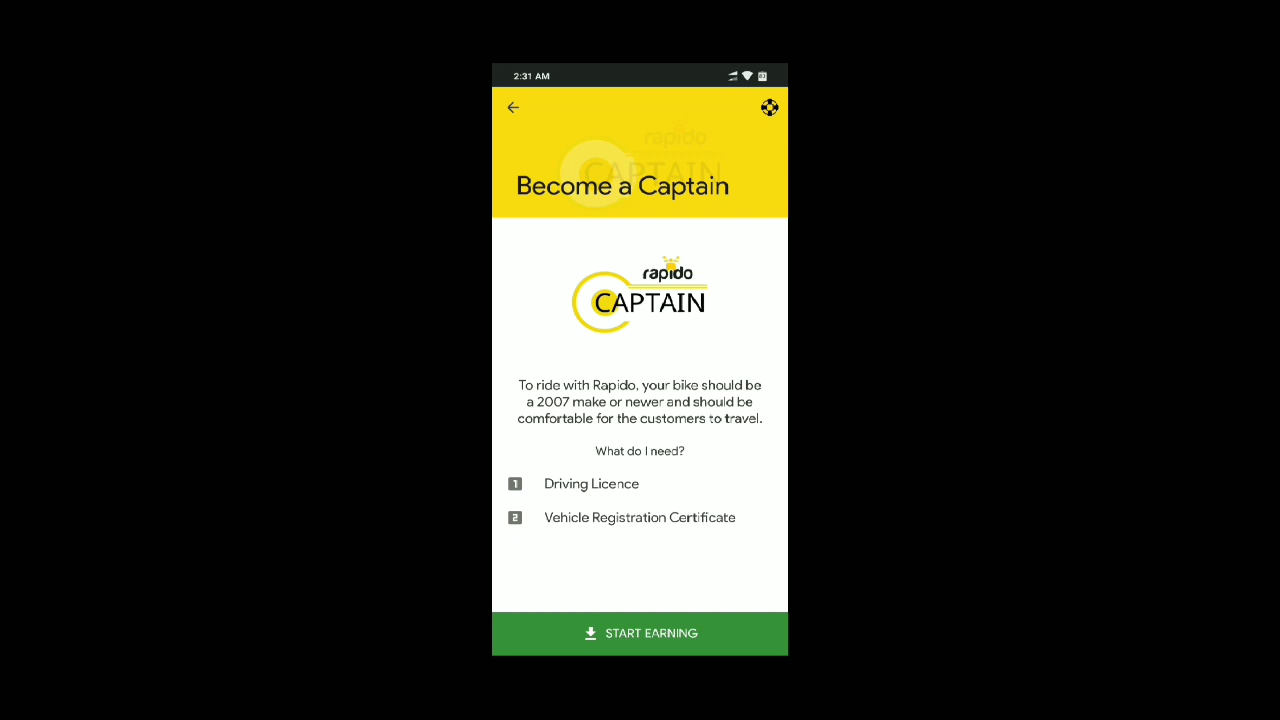 2:31 AM
rapido
CAPTAIN
Become a Captain
rapido
CAPTAIN
To ride with Rapido, your bike should be
a 2007 make or newer and should be
comfortable for the customers to travel.
What do I need?
1 Driving Licence
2 Vehicle Registration Certificate
START EARNING